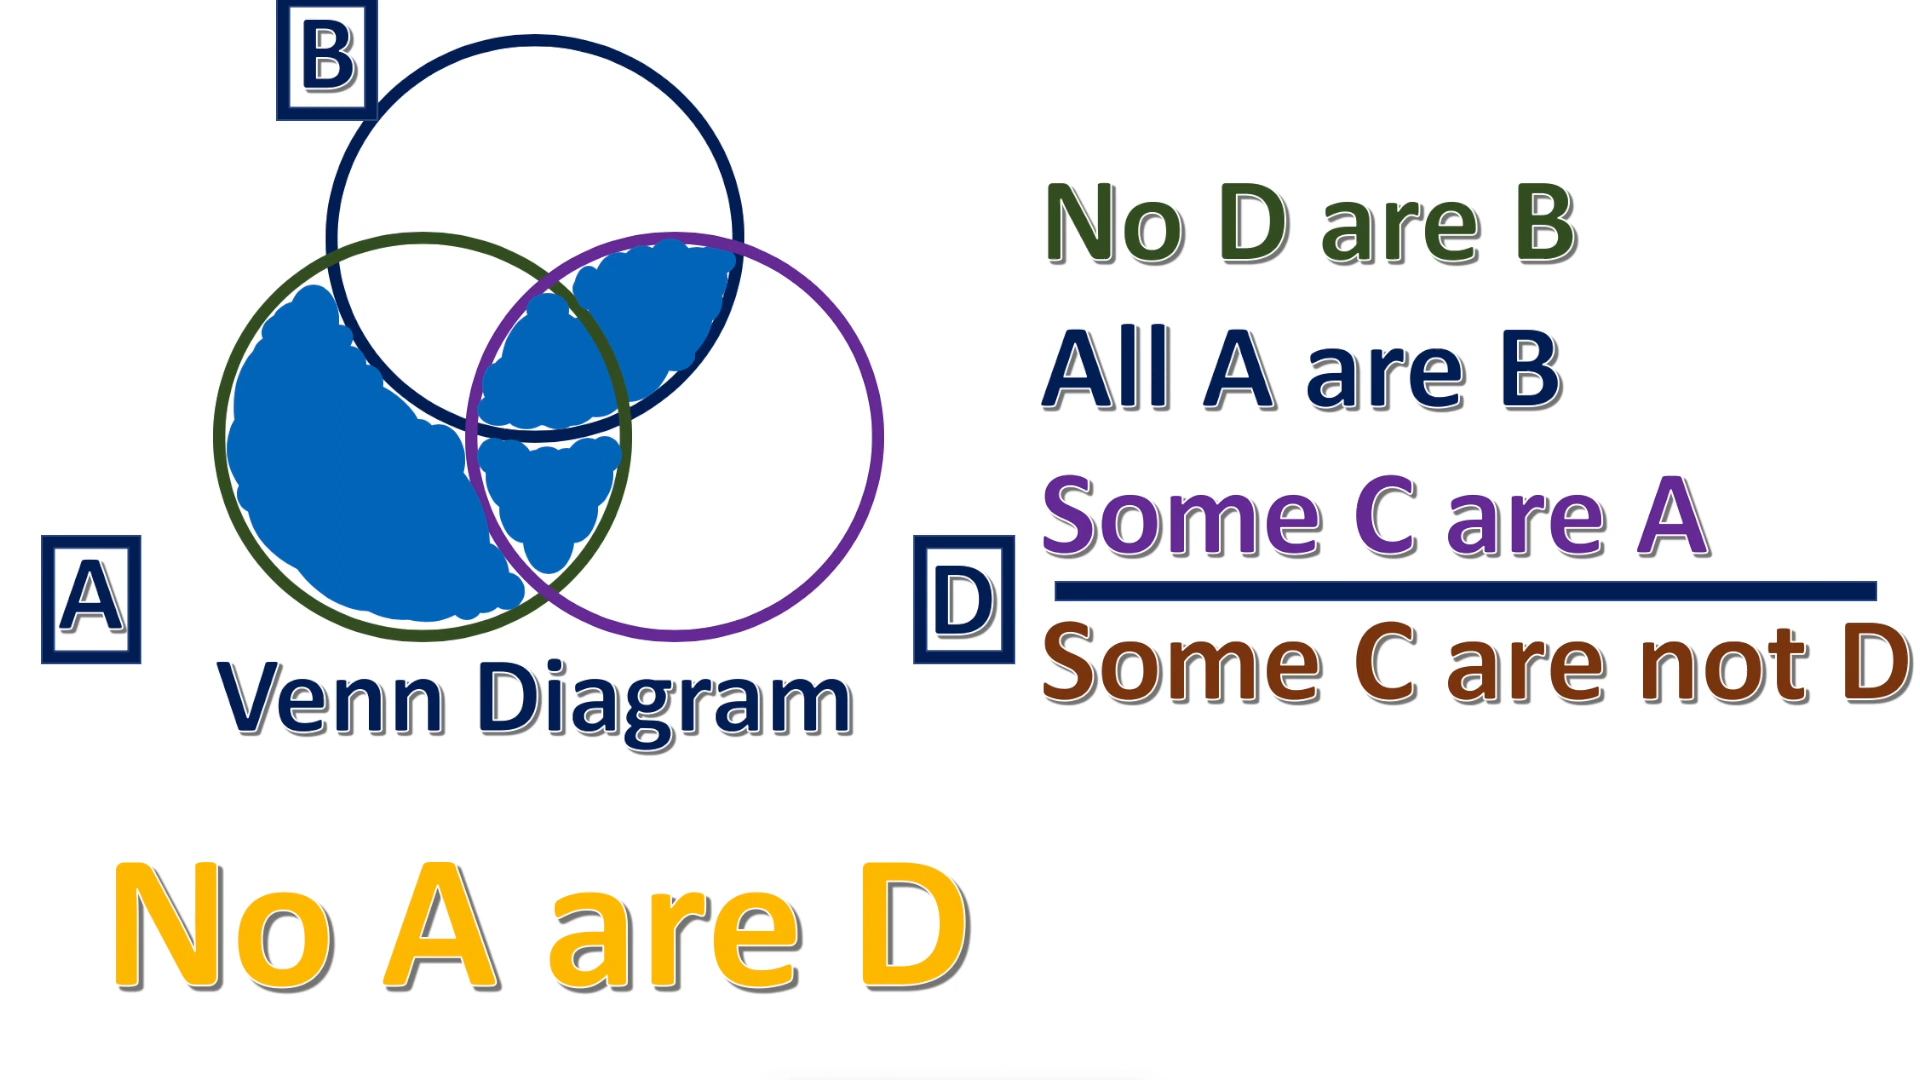 B
A
D
Venn Diagram
No D are B
All A are B
Some C are A
Some C are not D
No A are D